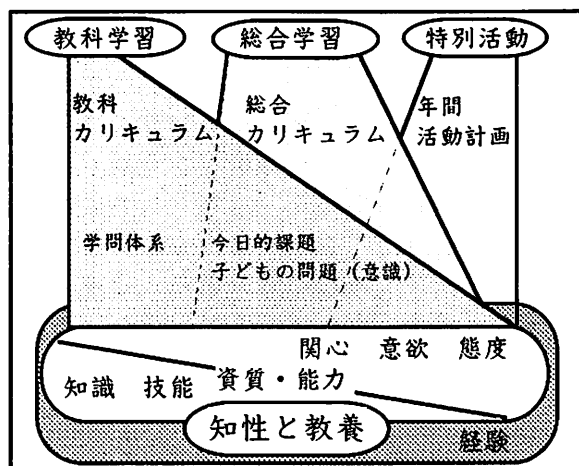 教科学習
総合学習
特別活動
教科
カリキュラム
総合
カリキュラム
年間
活動計画
学問体系
今日的課題
子どもの問題(意識)
関心 意欲 態度
知識 技能
資質・能力
知性と教養
経験